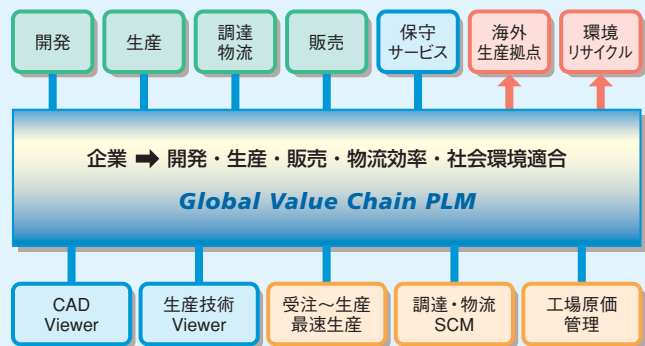 開発
生産
調達
物流
販売
保守
サービス
海外
生産拠点
環境
リサイクル
企業 ➡ 開発・生産・販売・物流効率・社会環境適合
Global Value Chain PLM
CAD
Viewer
生産技術
Viewer
受注～生産
最速生産
調達・物流
SCM
工場原価
管理